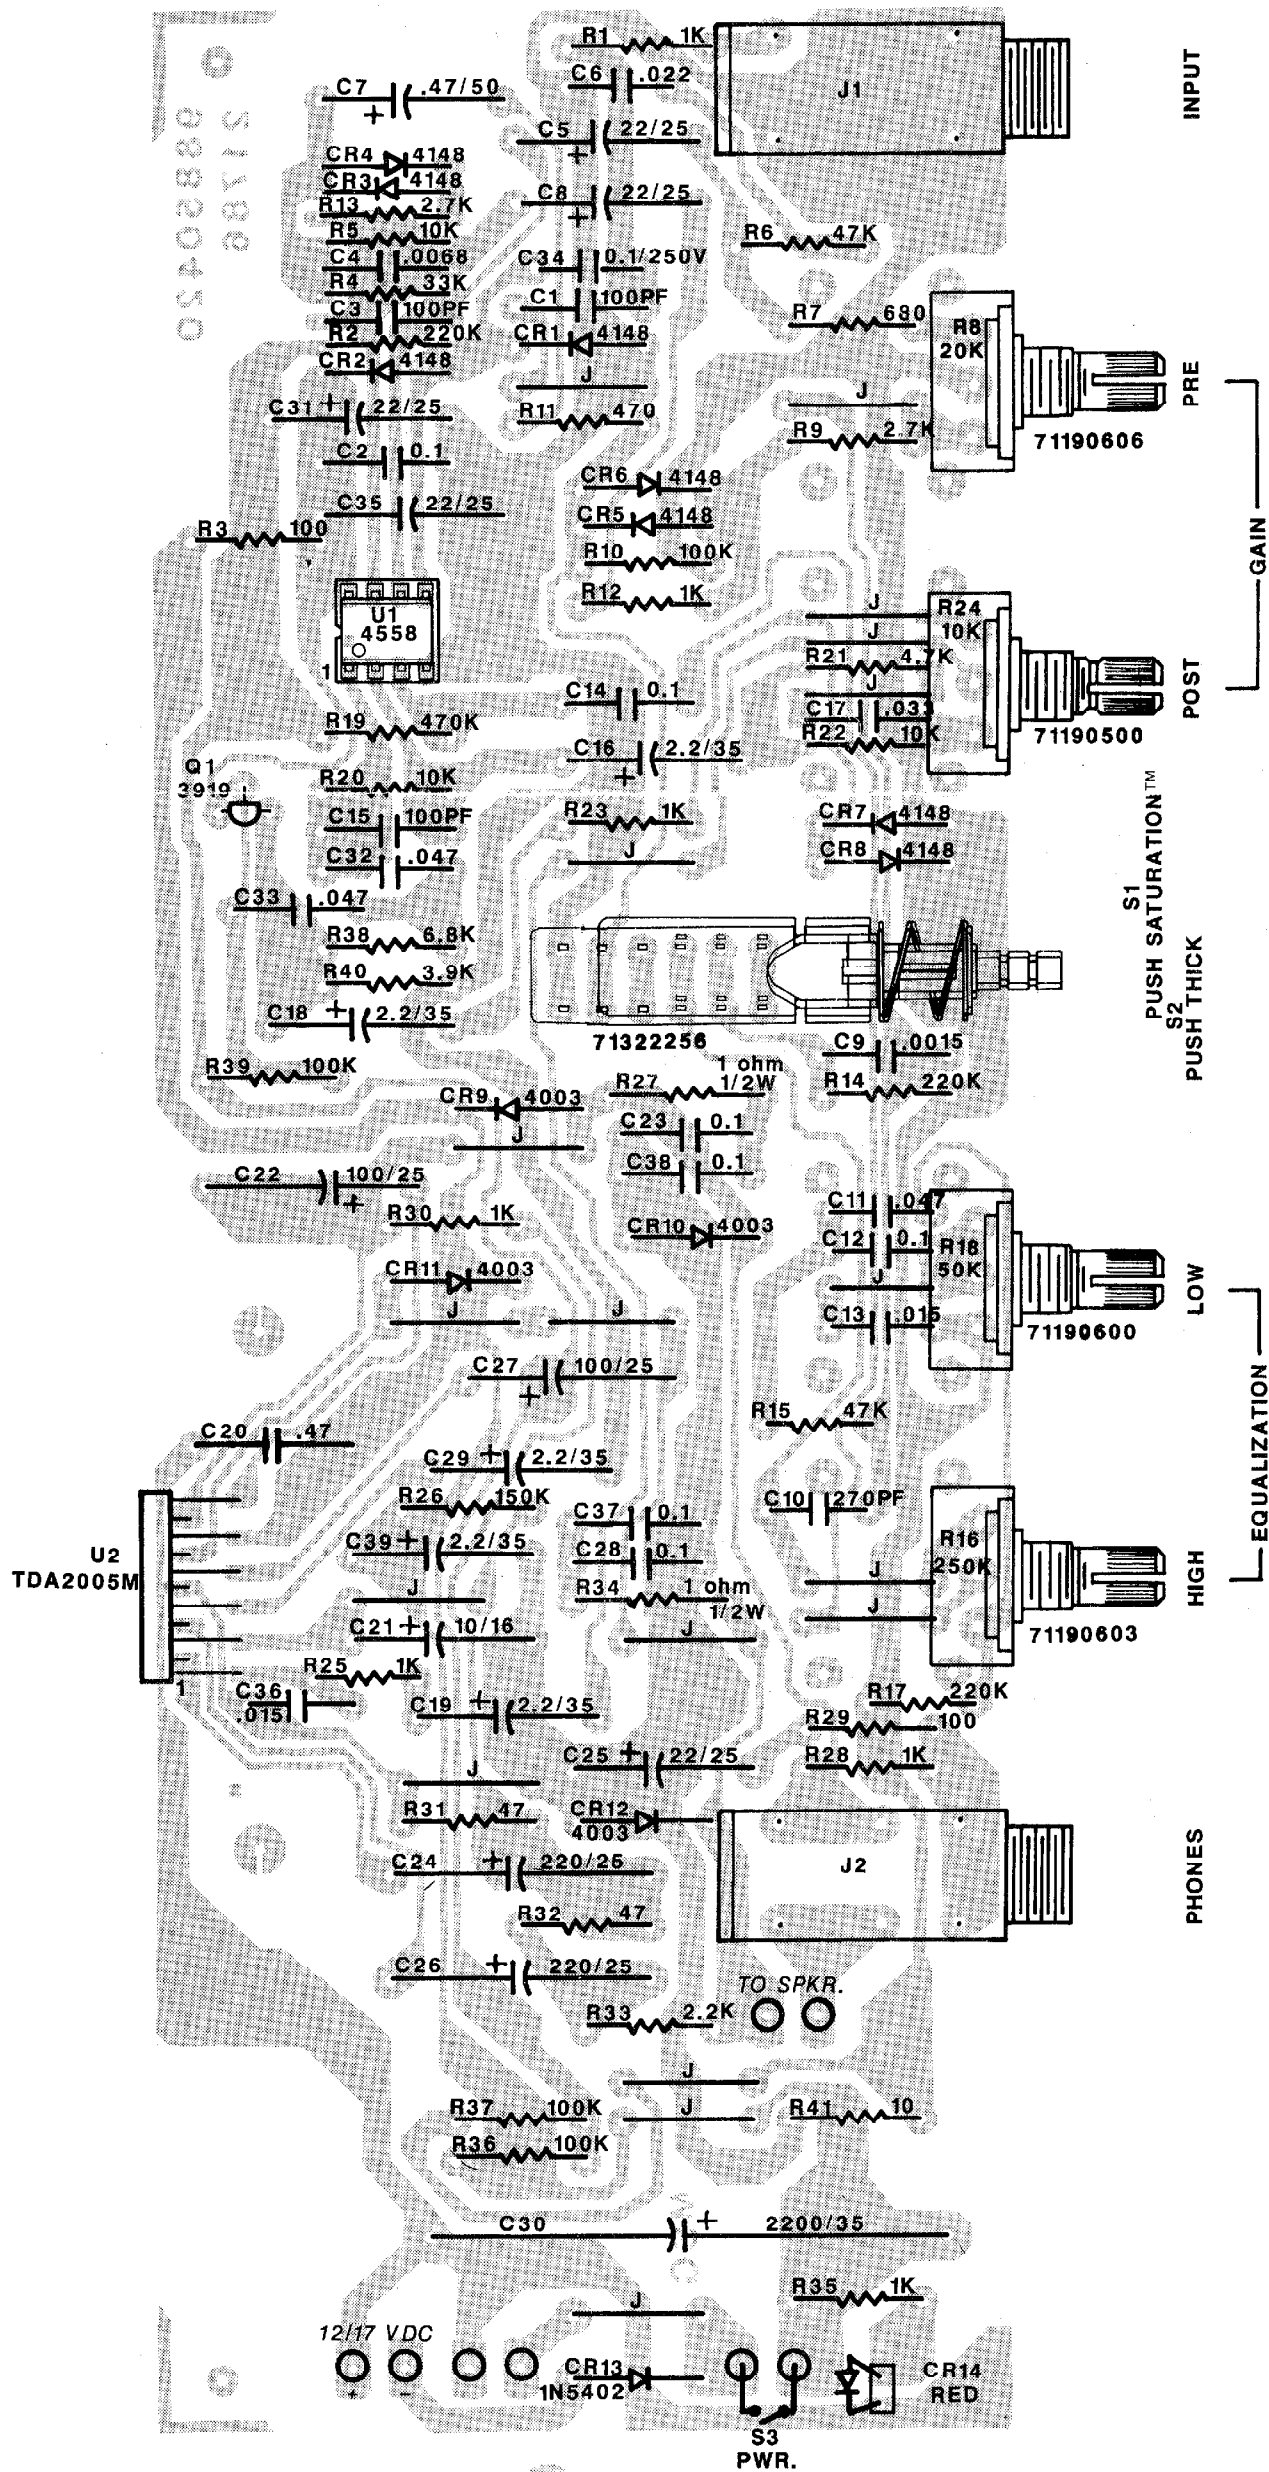 R1 1K
C6 .022
C7 + .47/50
J1
INPUT
C5 + 22/25
CR4 4148
CR3 4148
C8 + 22/25
R13 2.7K
R5 10K
R6 47K
C4 .0068
C34 0.1/250V
R4 33K
C3 100PF
C1 100PF
R7 680
R2 220K
CR1 4148
R8
20K
CR2 4148
J
PRE
C31 + 22/25
R11 470
J
R9 2.7K
71190606
C2 0.1
CR6 4148
C35 22/25
CR5 4148
R3 100
R10 100K
GAIN
R12 1K
U1
4558
1
J
J
R24
10K
R21 4.7K
J
C14 0.1
C17 .033
R22 10K
POST
R19 470K
71190500
C16 + 2.2/35
Q1
3919
R20 10K
R23 1K
C15 100PF
CR7 4148
C32 .047
J
CR8 4148
C33 .047
R38 6.8K
R40 3.9K
S1
PUSH SATURATION™
S2
PUSH THICK
C18 + 2.2/35
71322256
C9 .0015
R39 100K
R27 1 ohm
1/2W
R14 220K
CR9 4003
J
C23 0.1
C38 0.1
C22 100/25 +
R30 1K
CR10 4003
C11 .047
C12 0.1
R18
50K
CR11 4003
J
J
J
C13 .015
71190600
LOW
C27 + 100/25
R15 47K
C20 .47
C29 + 2.2/35
EQUALIZATION
R26 150K
C37 0.1
C10 270PF
C39 + 2.2/35
C28 0.1
R16
250K
U2
TDA2005M
1
J
R34 1 ohm
1/2W
J
J
HIGH
C21 + 10/16
J
71190603
R25 1K
C36
.015
C19 + 2.2/35
R17 220K
R29 100
C25 + 22/25
R28 1K
J
R31 47
CR12
4003
J2
PHONES
C24 + 220/25
R32 47
C26 + 220/25
TO SPKR.
R33 2.2K
J
R37 100K
J
R41 10
R36 100K
C30 + 2200/35
R35 1K
J
12/17 VDC
+ -
CR13
1N5402
CR14
RED
S3
PWR.